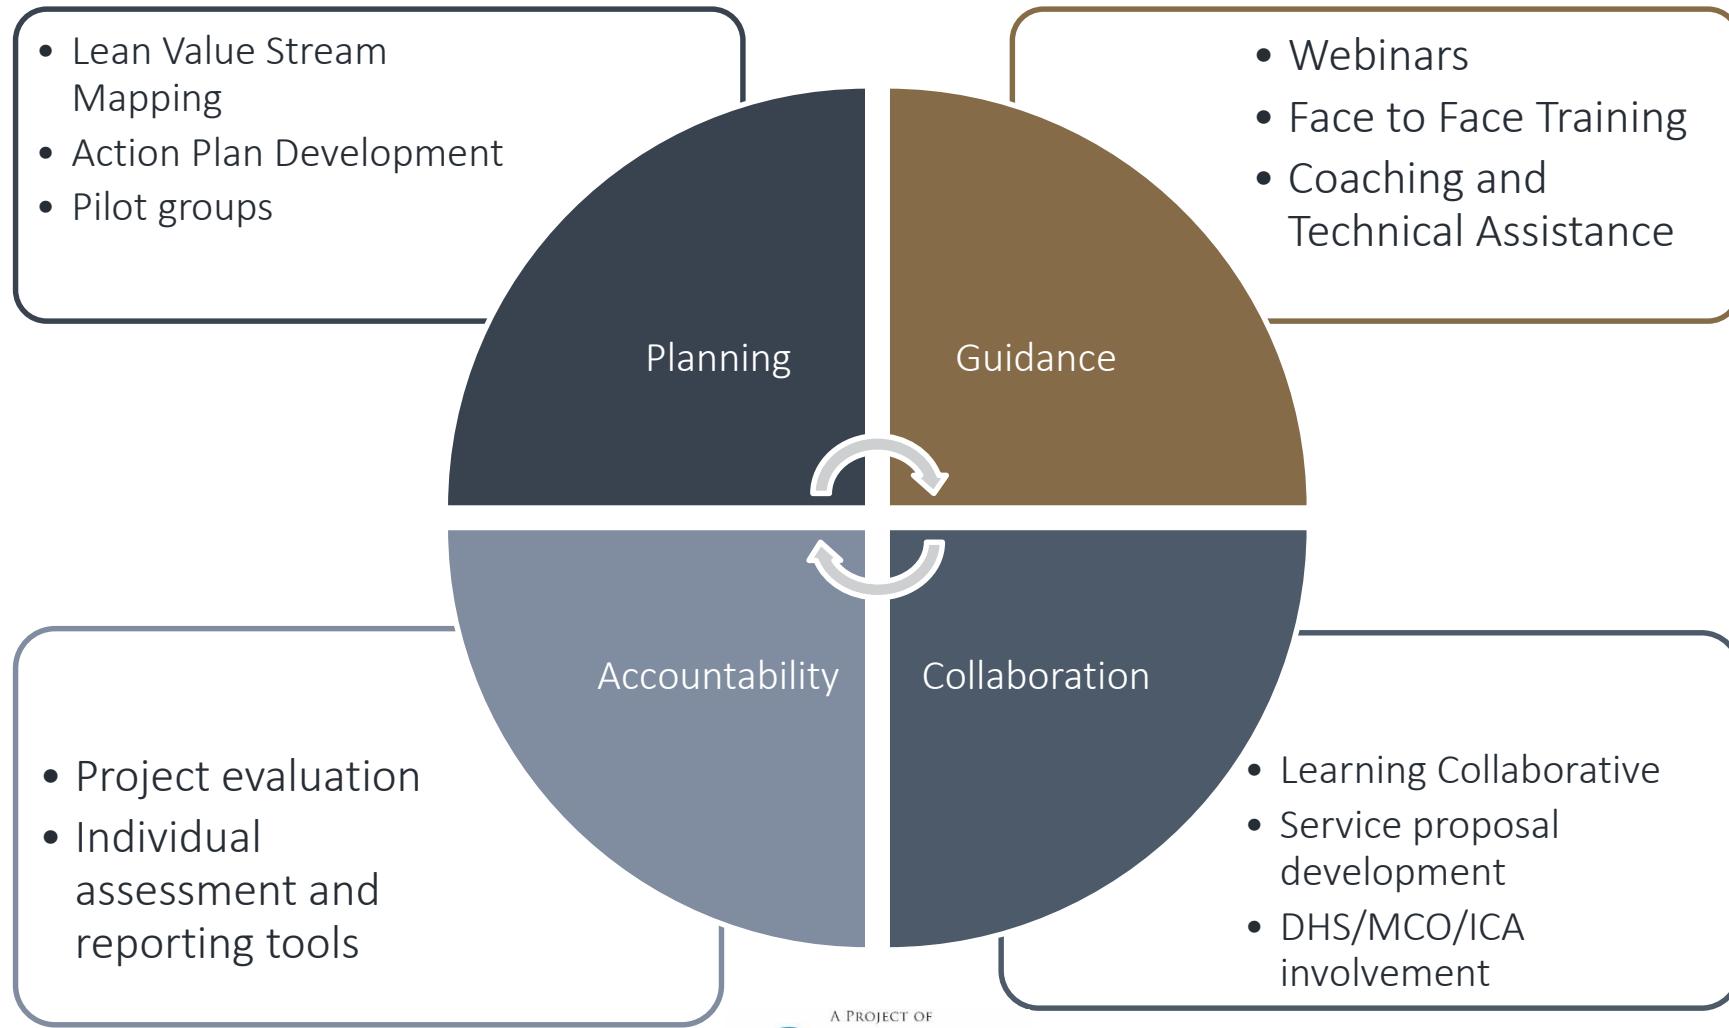 • Lean Value Stream
Mapping
• Action Plan Development
• Pilot groups
• Webinars
• Face to Face Training
• Coaching and
Technical Assistance
Planning
Guidance
Accountability
Collaboration
• Project evaluation
• Individual
assessment and
reporting tools
• Learning Collaborative
• Service proposal
development
• DHS/MCO/ICA
involvement
A PROJECT OF